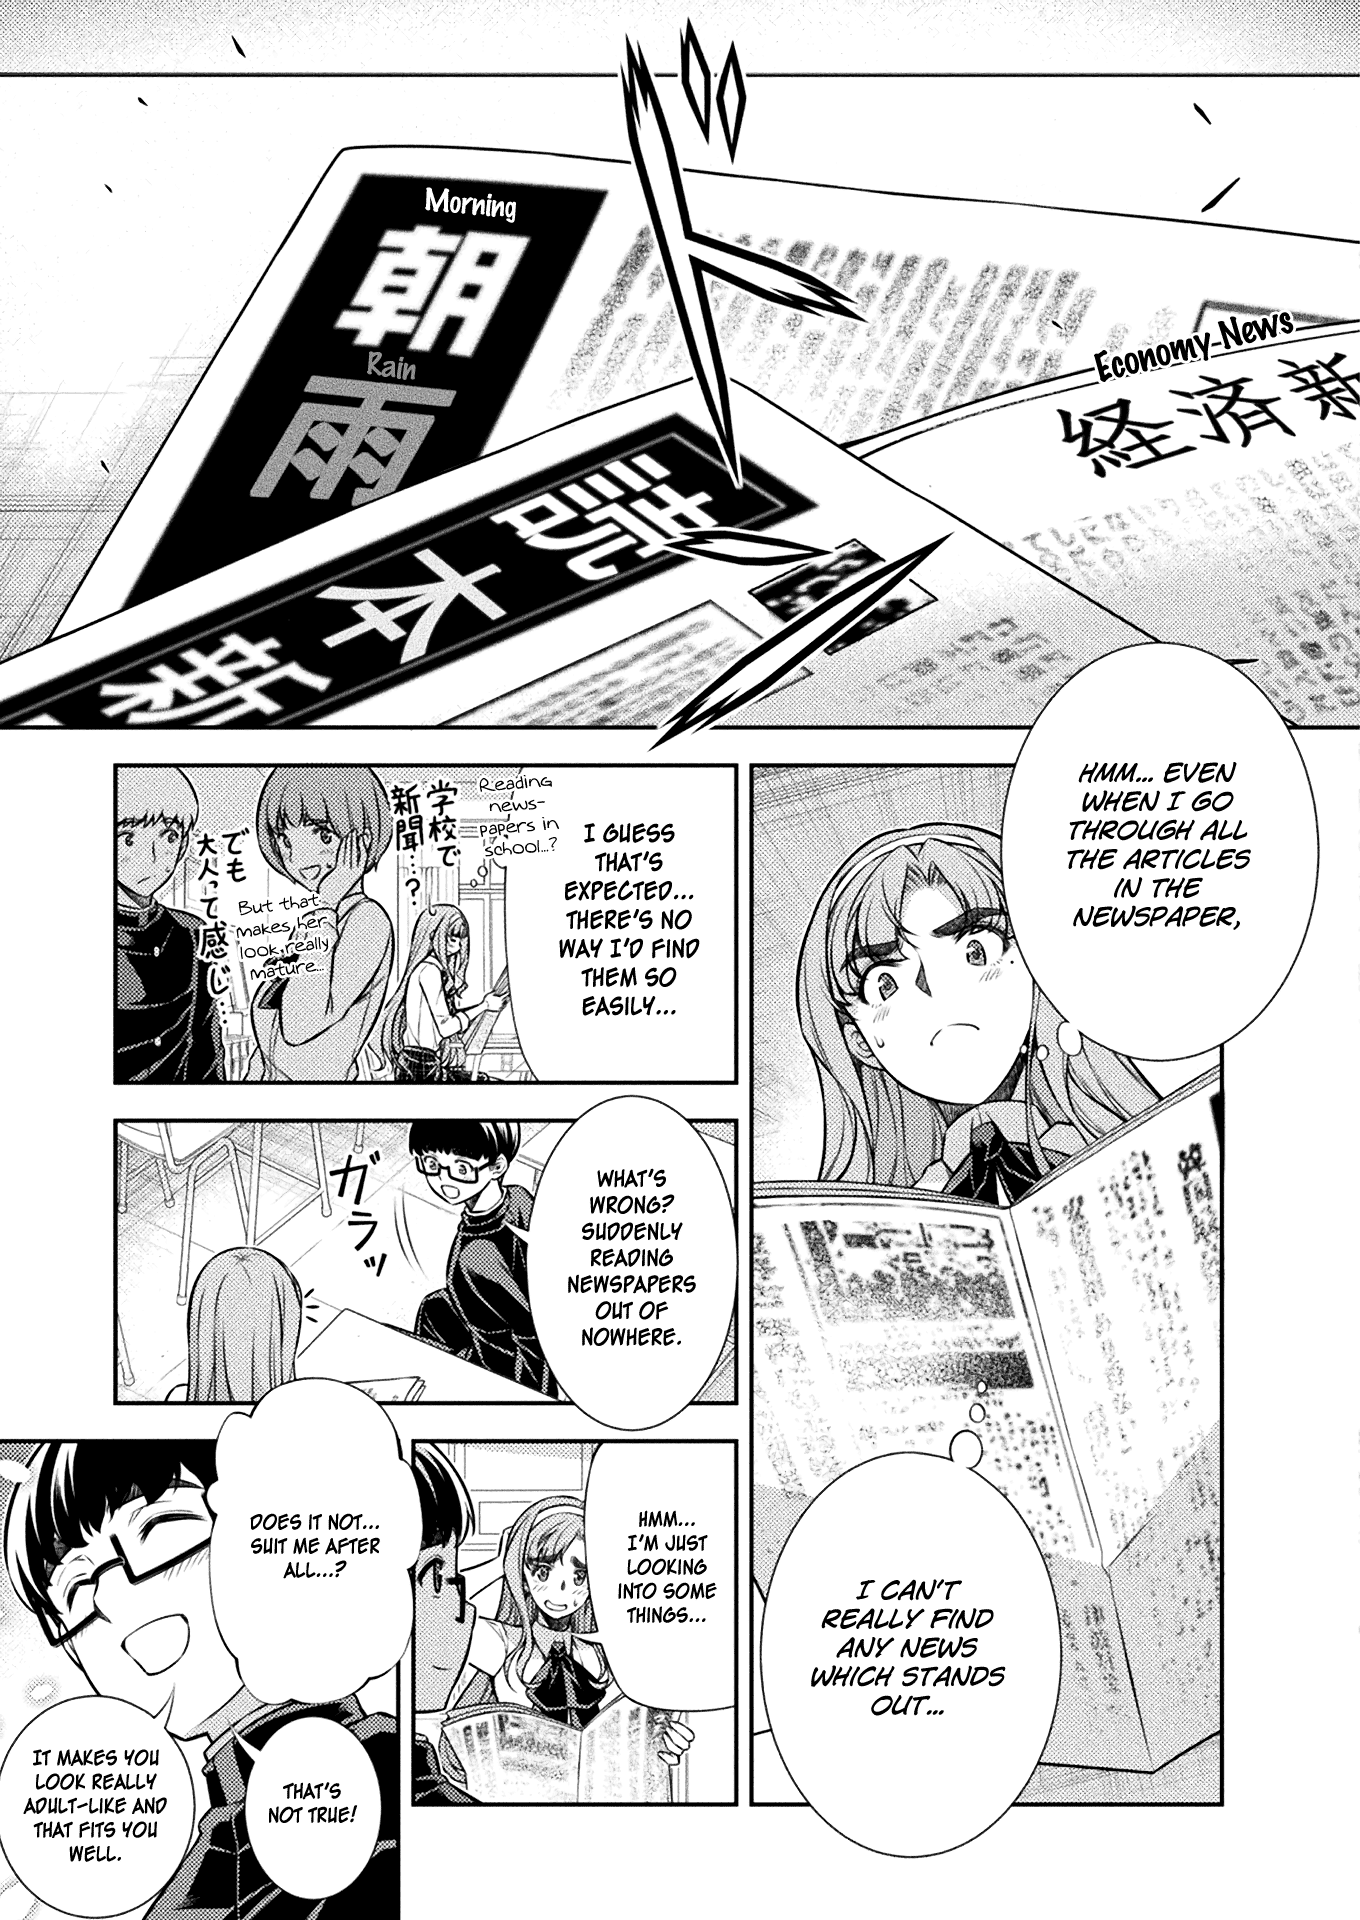 Morning
朝
Rain
雨
読
本
新
Economy News
経済新
HMM... EVEN
WHEN I GO
THROUGH ALL
THE ARTICLES
IN THE
NEWSPAPER,
I CAN'T
REALLY FIND
ANY NEWS
WHICH STANDS
OUT...
I GUESS
THAT'S
EXPECTED...
THERE'S NO
WAY I'D FIND
THEM SO
EASILY...
Reading
news-
papers in
school...?
学校で
新聞…?
でも
大人って感じ…
But that
makes her
look really
mature...
WHAT'S
WRONG?
SUDDENLY
READING
NEWSPAPERS
OUT OF
NOWHERE.
ガラッ
HMM...
I'M JUST
LOOKING
INTO SOME
THINGS...
DOES IT NOT...
SUIT ME AFTER
ALL...?
THAT'S
NOT TRUE!
IT MAKES YOU
LOOK REALLY
ADULT-LIKE AND
THAT FITS YOU
WELL.